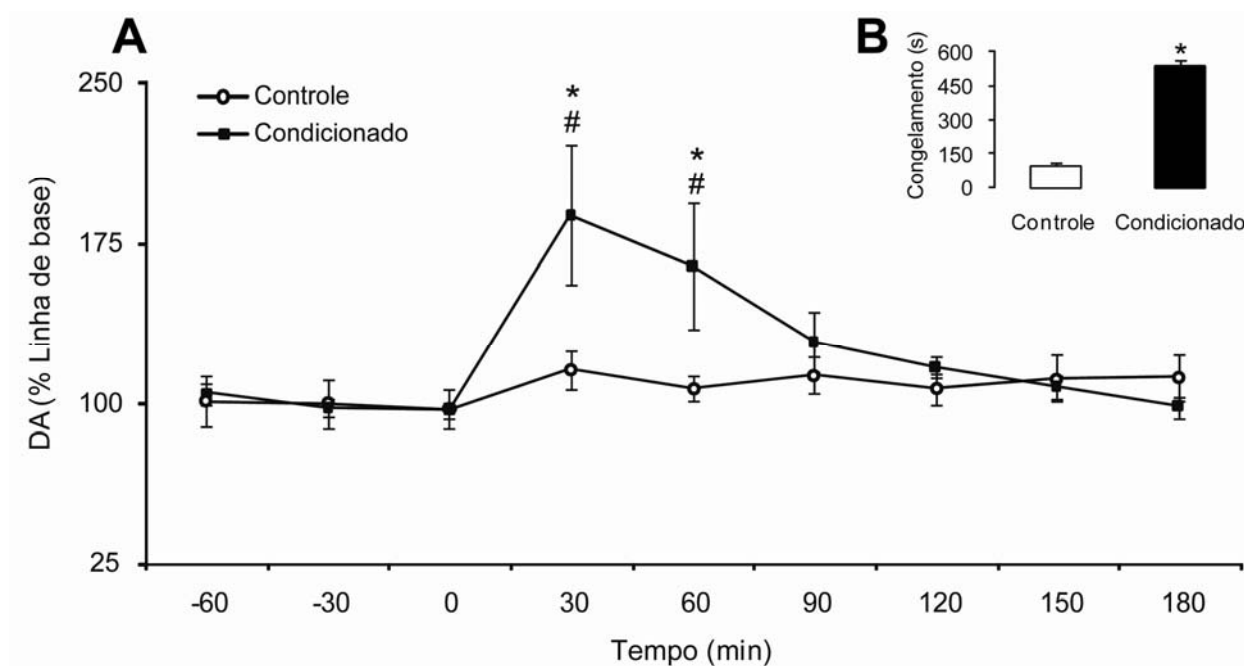 A
B
Controle
Condicionado
*
#
*
#
DA (% Linha de base)
250
175
100
25
-60 -30 0 30 60 90 120 150 180
Tempo (min)
Congelamento (s)
600
450
300
150
0
*
Controle Condicionado